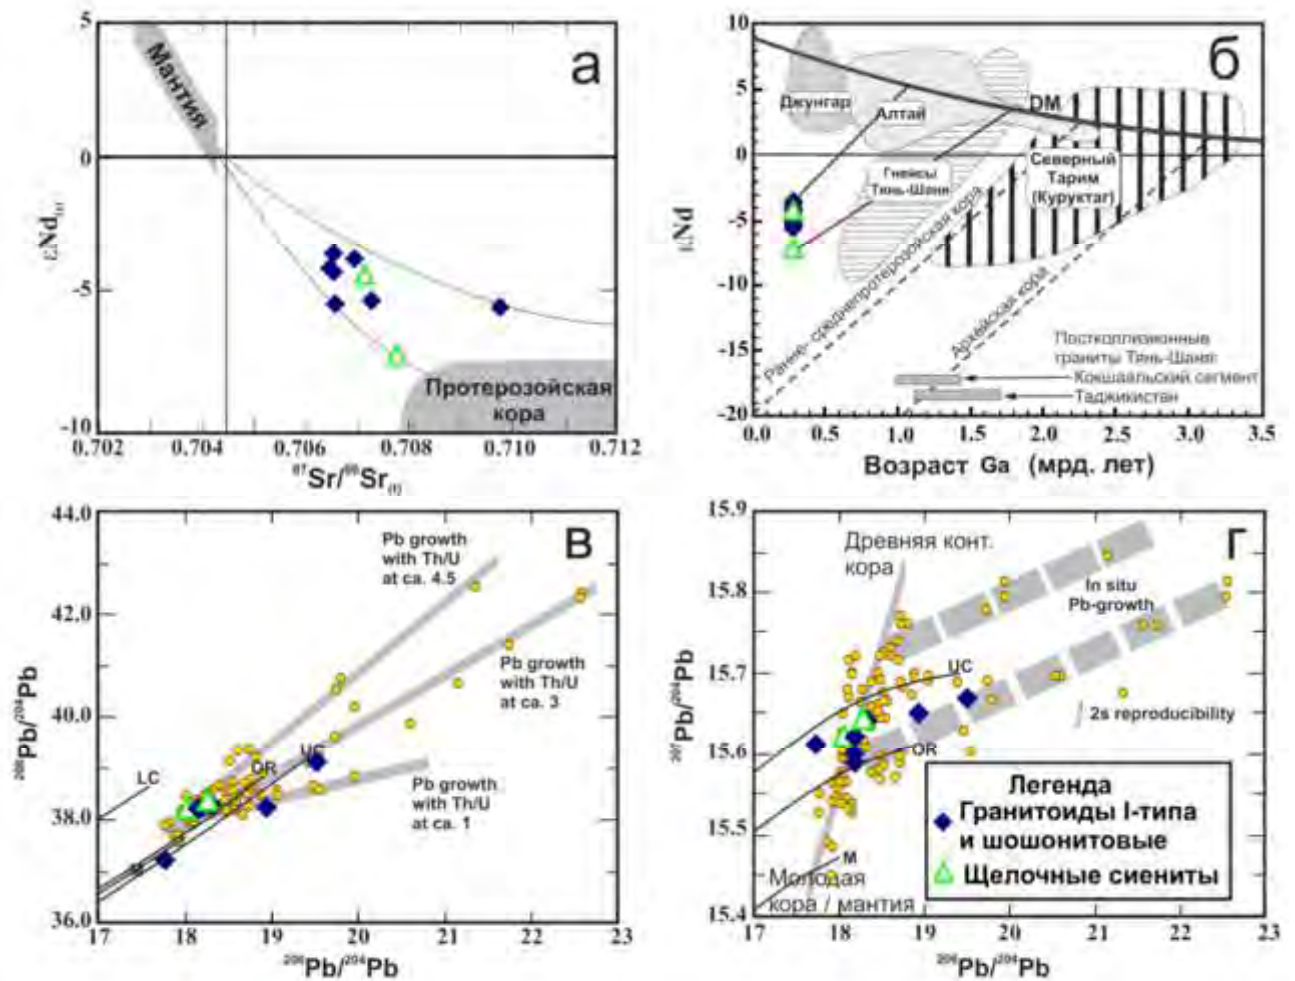 5
0
-5
-10
εNd(t)
а
Мантия
Протерозойская
кора
0.702
0.704
0.706
0.708
0.710
0.712
⁸⁷Sr/⁸⁶Sr(t)
10
5
0
-5
-10
-15
-20
εNd
б
Джунгар
Алтай
DM
Гнейсы
Тянь-Шаня
Северный
Тарим
(Куруктаг)
Ранне- среднепротерозойская кора
Архейская кора
Постколлизионные
граниты Тянь-Шаня:
Кокшаальский сегмент
Таджикистан
0.0
0.5
1.0
1.5
2.0
2.5
3.0
3.5
Возраст Ga (мрд. лет)
44.0
42.0
40.0
38.0
36.0
²⁰⁸Pb/²⁰⁴Pb
В
Pb growth
with Th/U
at ca. 4.5
Pb growth
with Th/U
at ca. 3
Pb growth
with Th/U
at ca. 1
LC
UC
OR
M
17
18
19
20
21
22
23
²⁰⁶Pb/²⁰⁴Pb
15.9
15.8
15.7
15.6
15.5
15.4
²⁰⁷Pb/²⁰⁴Pb
Г
Древняя конт.
кора
In situ
Pb-growth
UC
2s reproducibility
OR
M
Молодая
кора / мантия
Легенда
Гранитоиды I-типа
и шошонитовые
Щелочные сиениты
17
18
19
20
21
22
23
²⁰⁶Pb/²⁰⁴Pb